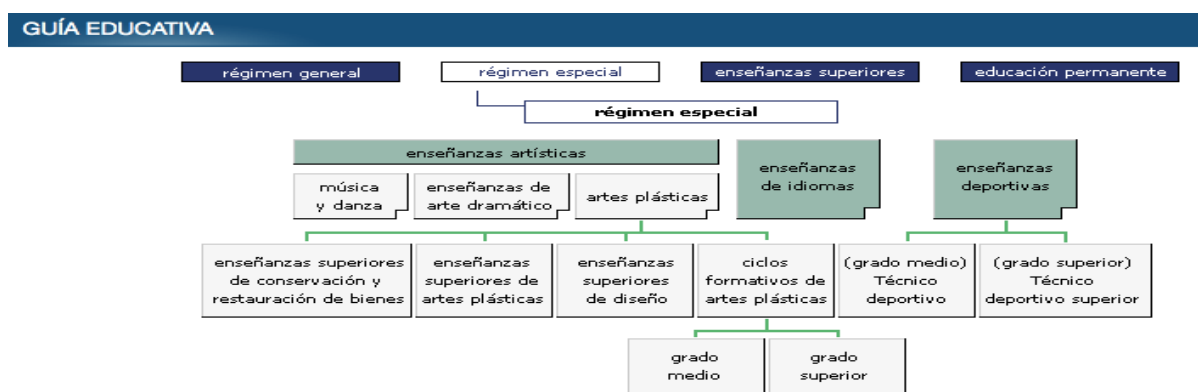 GUÍA EDUCATIVA
régimen general
régimen especial
enseñanzas superiores
educación permanente
régimen especial
enseñanzas artísticas
enseñanzas
de idiomas
enseñanzas
deportivas
música
y danza
enseñanzas de
arte dramático
artes plásticas
enseñanzas superiores
de conservación y
restauración de bienes
enseñanzas
superiores de
artes plásticas
enseñanzas
superiores
de diseño
ciclos
formativos de
artes plásticas
(grado medio)
Técnico
deportivo
(grado superior)
Técnico
deportivo superior
grado
medio
grado
superior